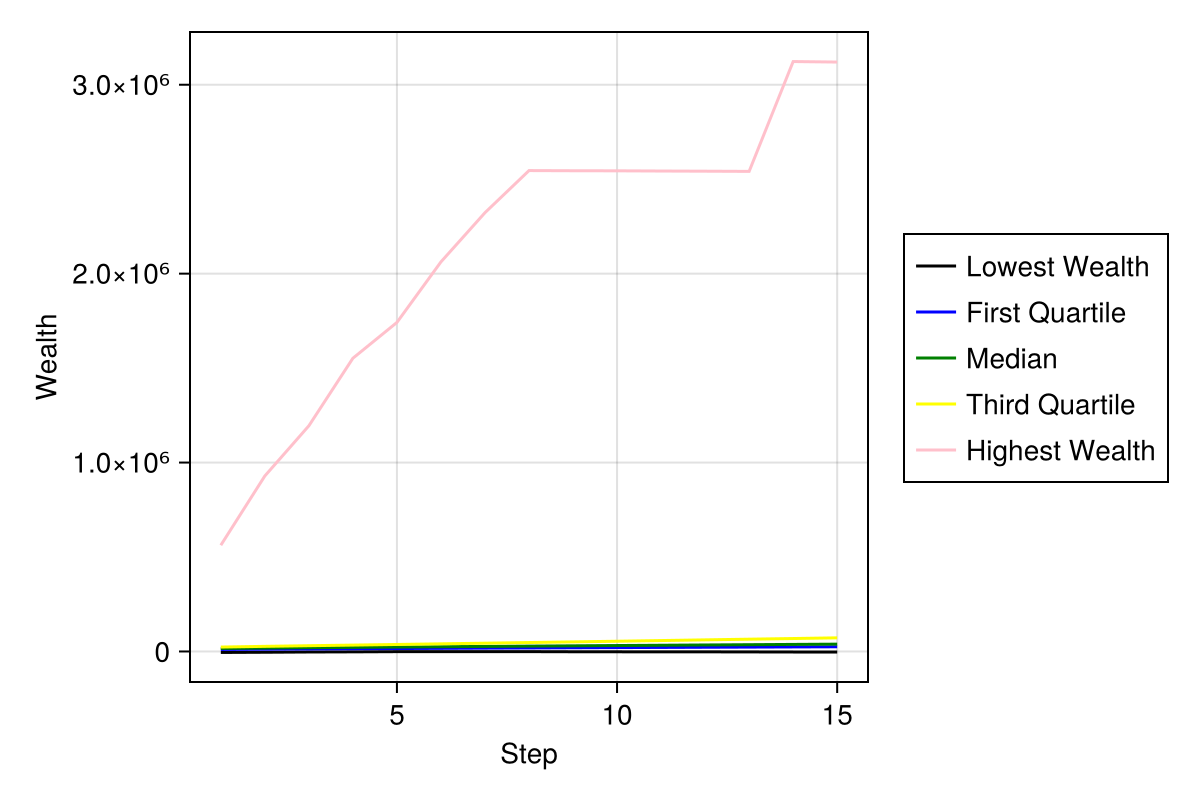 3.0×10⁶
2.0×10⁶
1.0×10⁶
0
Wealth
5
10
15
Step
Lowest Wealth
First Quartile
Median
Third Quartile
Highest Wealth